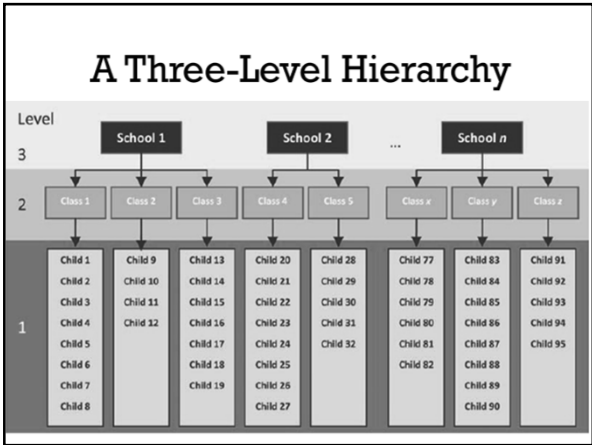 A Three-Level Hierarchy
Level
3
School 1
School 2
...
School n
2
Class 1
Class 2
Class 3
Class 4
Class 5
Class x
Class y
Class z
1
Child 1
Child 2
Child 3
Child 4
Child 5
Child 6
Child 7
Child 8
Child 9
Child 10
Child 11
Child 12
Child 13
Child 14
Child 15
Child 16
Child 17
Child 18
Child 19
Child 20
Child 21
Child 22
Child 23
Child 24
Child 25
Child 26
Child 27
Child 28
Child 29
Child 30
Child 31
Child 32
Child 77
Child 78
Child 79
Child 80
Child 81
Child 82
Child 83
Child 84
Child 85
Child 86
Child 87
Child 88
Child 89
Child 90
Child 91
Child 92
Child 93
Child 94
Child 95